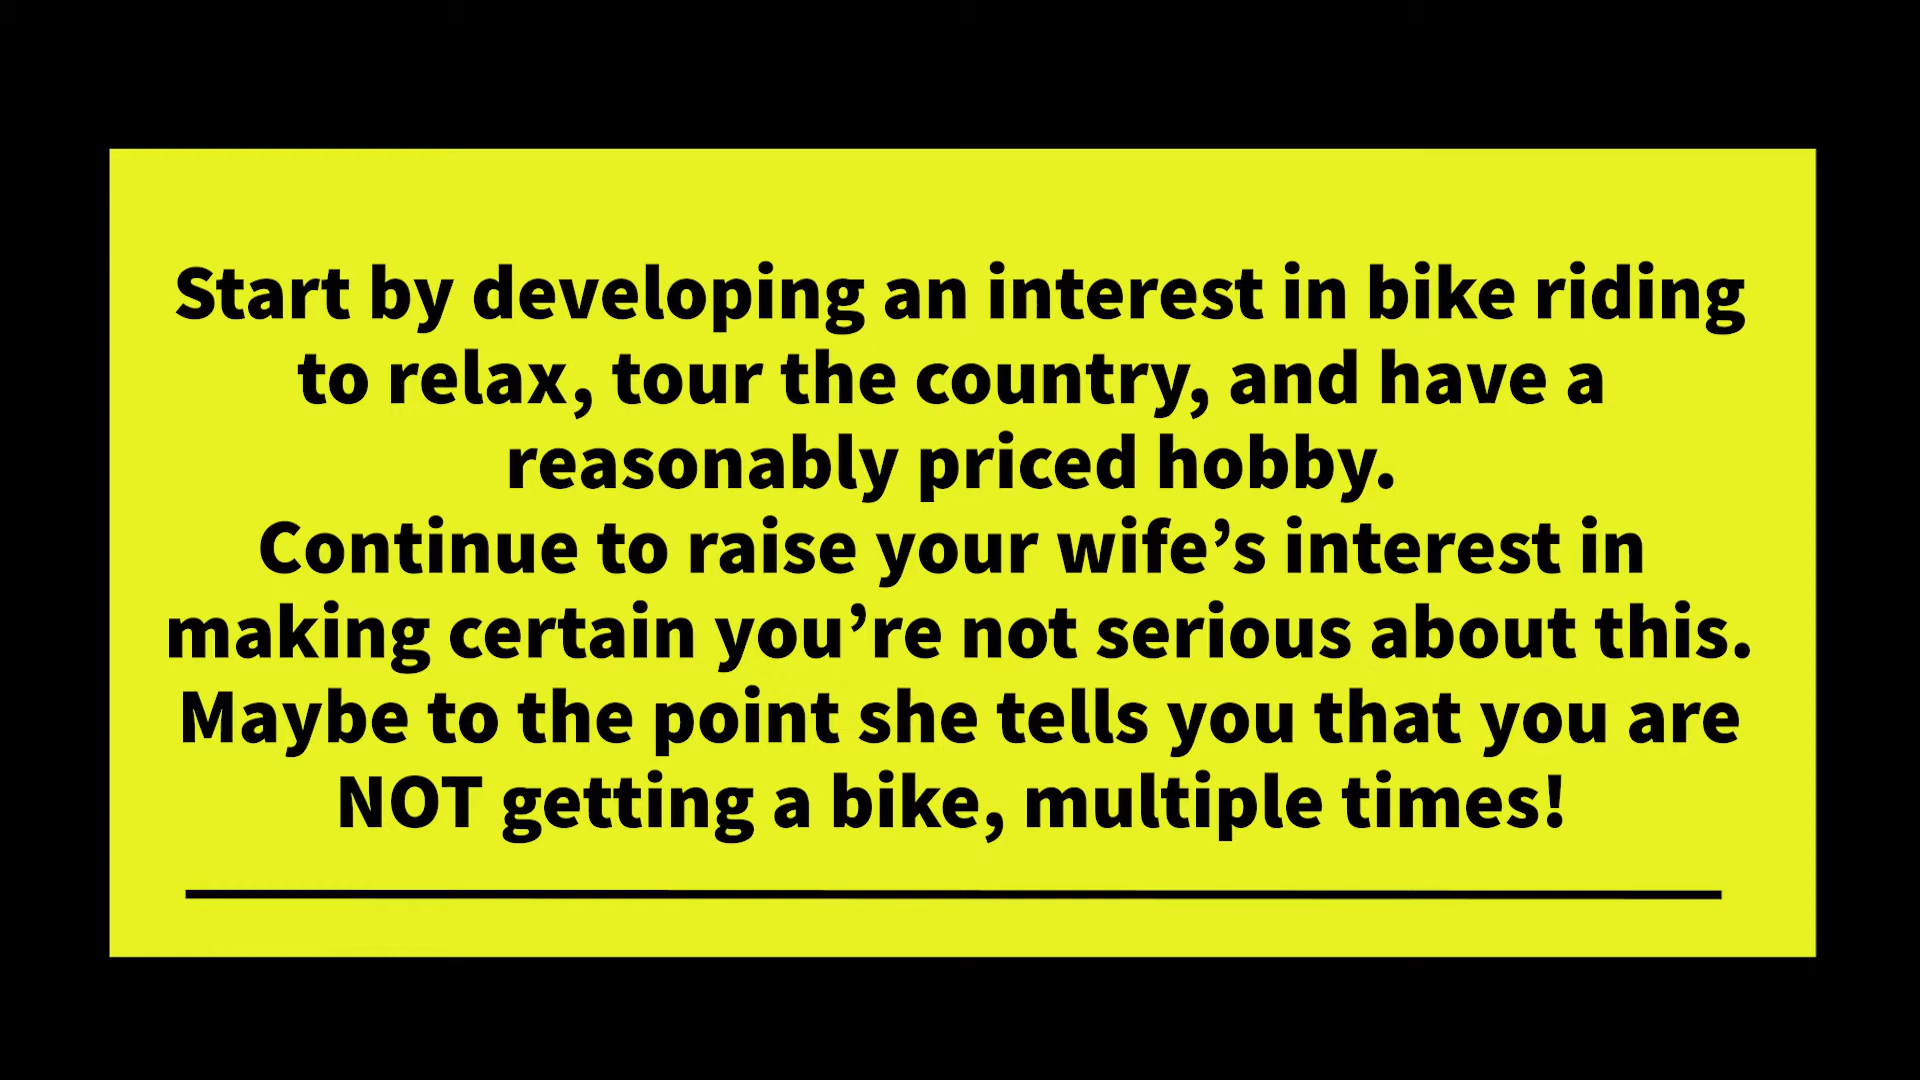 Start by developing an interest in bike riding
to relax, tour the country, and have a
reasonably priced hobby.
Continue to raise your wife’s interest in
making certain you’re not serious about this.
Maybe to the point she tells you that you are
NOT getting a bike, multiple times!